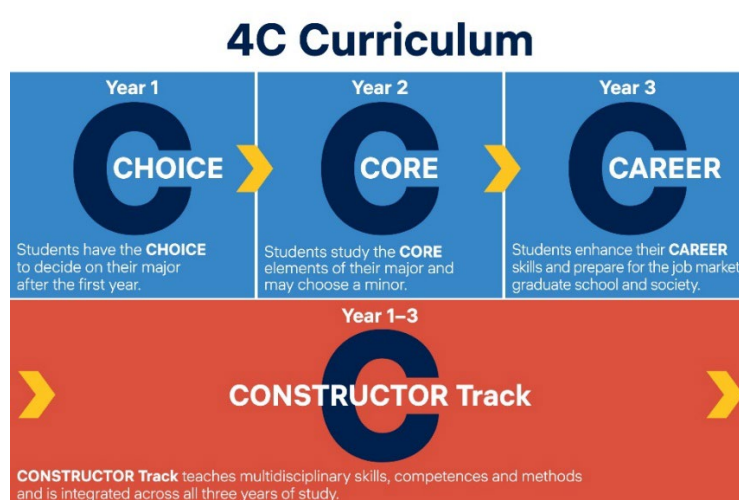 4C Curriculum
Year 1
CHOICE
Students have the CHOICE
to decide on their major
after the first year.
Year 2
CORE
Students study the CORE
elements of their major and
may choose a minor.
Year 3
CAREER
Students enhance their CAREER
skills and prepare for the job market
graduate school and society.
Year 1–3
CONSTRUCTOR Track
CONSTRUCTOR Track teaches multidisciplinary skills, competences and methods
and is integrated across all three years of study.